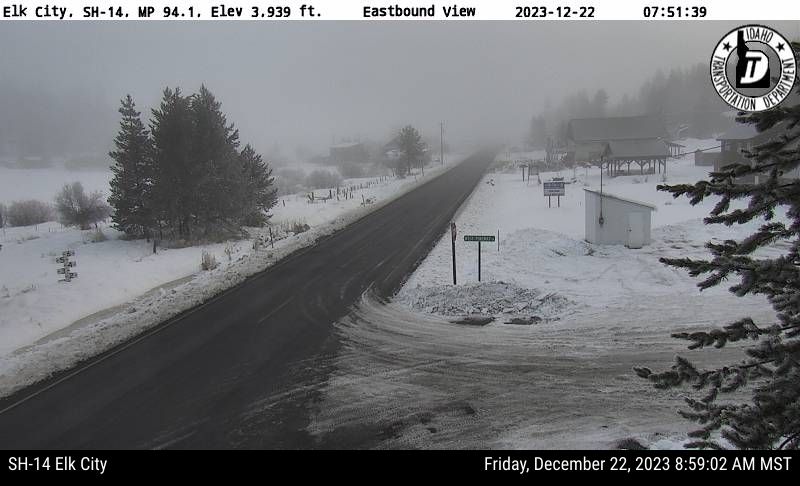 Elk City, SH-14, MP 94.1, Elev 3,939 ft. Eastbound View 2023-12-22 07:51:39
IDAHO
TRANSPORTATION DEPARTMENT
SH-14 Elk City Friday, December 22, 2023 8:59:02 AM MST